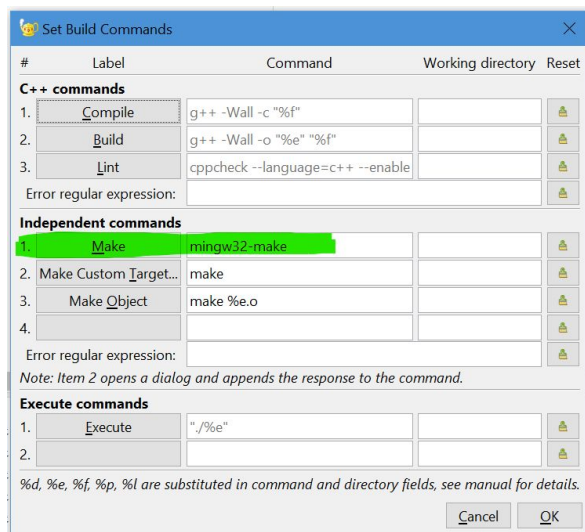 Set Build Commands
# Label Command Working directory Reset
C++ commands
1. Compile g++ -Wall -c "%f"
2. Build g++ -Wall -o "%e" "%f"
3. Lint cppcheck --language=c++ --enable
Error regular expression:
Independent commands
1. Make mingw32-make
2. Make Custom Target... make
3. Make Object make %e.o
4.
Error regular expression:
Note: Item 2 opens a dialog and appends the response to the command.
Execute commands
1. Execute "./%e"
2.
%d, %e, %f, %p, %l are substituted in command and directory fields, see manual for details.
Cancel OK